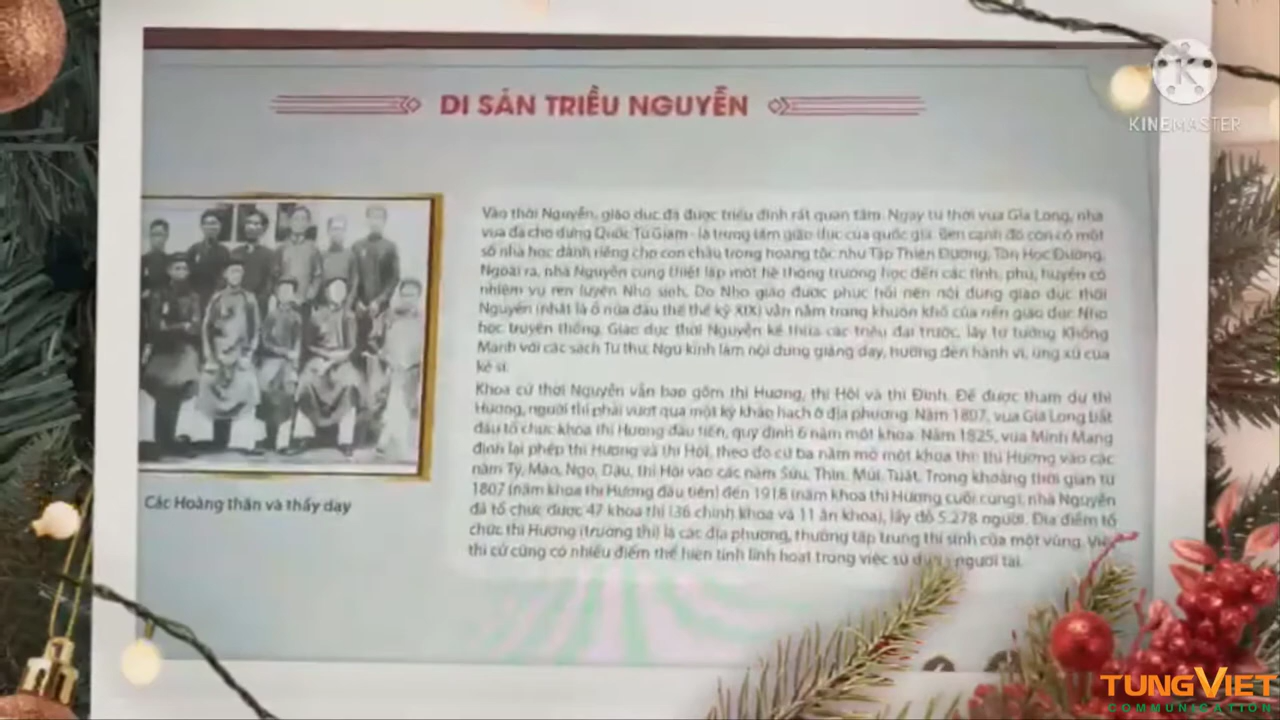 DI SẢN TRIỀU NGUYỄN
KINEMASTER
Vào thời Nguyễn, giáo dục đã được triều đình rất quan tâm. Ngay từ thời vua Gia Long, nhà
vua đã cho dựng Quốc Tử Giám - là trung tâm giáo dục của quốc gia. Bên cạnh đó còn có một
số nhà học dành riêng cho con cháu trong hoàng tộc như Tập Thiện Đường, Tôn Học Đường.
Ngoài ra, nhà Nguyễn cũng thiết lập một hệ thống trường học đến các tỉnh, phủ, huyện có
nhiệm vụ rèn luyện Nho sinh. Do Nho giáo được phục hồi nên nội dung giáo dục thời
Nguyễn (nhất là ở nửa đầu thế thế kỷ XIX) vẫn nằm trong khuôn khổ của nền giáo dục Nho
học truyền thống. Giáo dục thời Nguyễn kế thừa các triều đại trước, lấy tư tưởng Khổng
Mạnh với các sách Tứ thư, Ngũ kinh làm nội dung giảng dạy, hướng đến hành vi, ứng xử của
kẻ sĩ.
Khoa cử thời Nguyễn vẫn bao gồm thi Hương, thi Hội và thi Đình. Để được tham dự thi
Hương, người thi phải vượt qua một kỳ khảo hạch ở địa phương. Năm 1807, vua Gia Long bắt
đầu tổ chức khoa thi Hương đầu tiên, quy định 6 năm một khoa. Năm 1825, vua Minh Mạng
định lại phép thi Hương và thi Hội, theo đó cứ ba năm mở một khoa thi: thi Hương vào các
năm Tý, Mão, Ngọ, Dậu, thi Hội vào các năm Sửu, Thìn, Mùi, Tuất. Trong khoảng thời gian từ
1807 (năm khoa thi Hương đầu tiên) đến 1918 (năm khoa thi Hương cuối cùng), nhà Nguyễn
đã tổ chức được 47 khoa thi (36 chính khoa và 11 ân khoa), lấy đỗ 5.278 người. Địa điểm tổ
chức thi Hương (trường thi) là các địa phương, thường tập trung thí sinh của một vùng. Việc
thi cử cũng có nhiều điểm thể hiện tính linh hoạt trong việc sử dụng người tài.
Các Hoàng thân và thầy dạy
TUNGVIET
COMMUNICATION